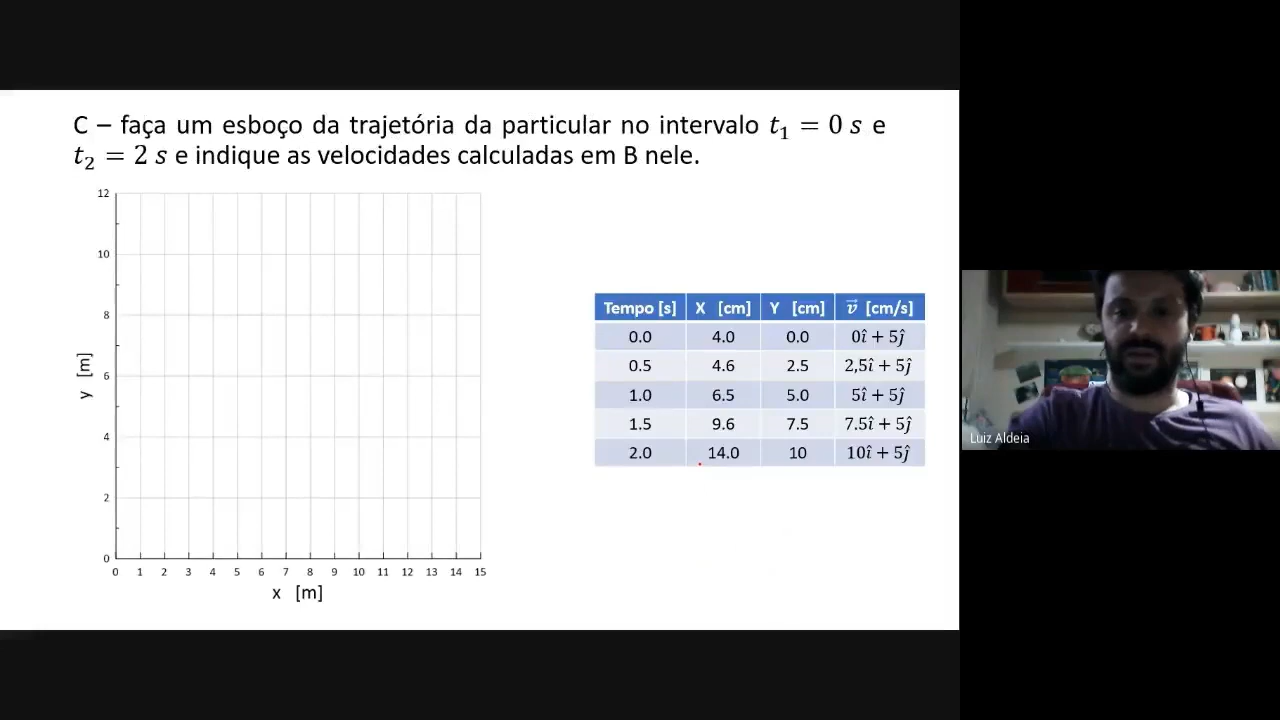 C – faça um esboço da trajetória da particular no intervalo t₁ = 0 s e
t₂ = 2 s e indique as velocidades calculadas em B nele.
12
10
8
6
4
2
0
y [m]
0 1 2 3 4 5 6 7 8 9 10 11 12 13 14 15
x [m]
Tempo [s] X [cm] Y [cm] v⃗ [cm/s]
0.0 4.0 0.0 0î + 5ĵ
0.5 4.6 2.5 2,5î + 5ĵ
1.0 6.5 5.0 5î + 5ĵ
1.5 9.6 7.5 7.5î + 5ĵ
2.0 14.0 10 10î + 5ĵ
Luiz Aldeia